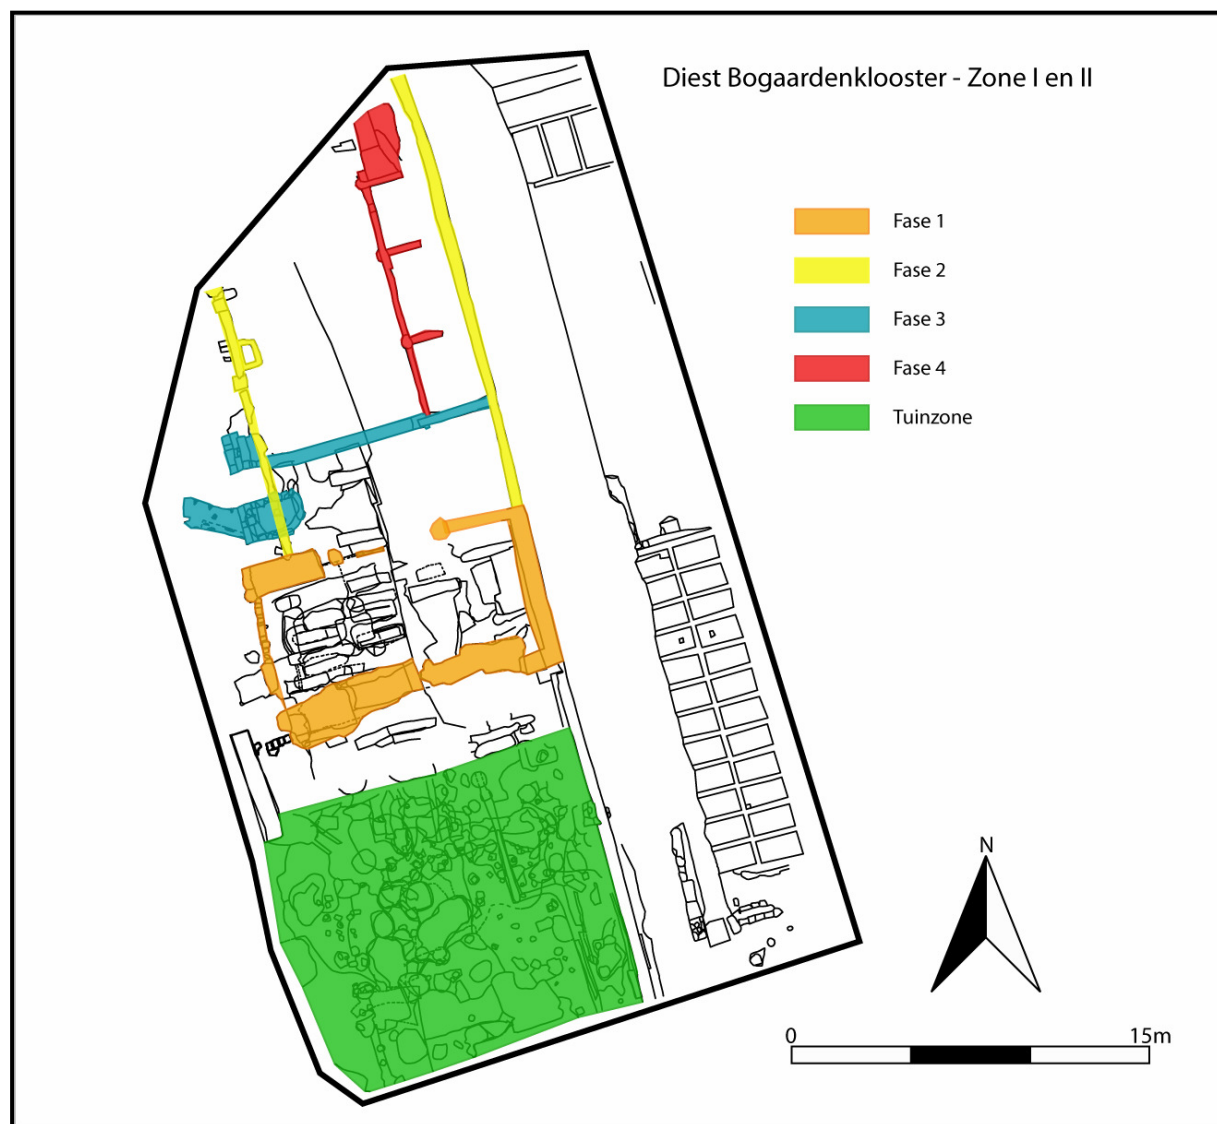 Diest Bogaardenklooster - Zone I en II
Fase 1
Fase 2
Fase 3
Fase 4
Tuinzone
N
0 15m